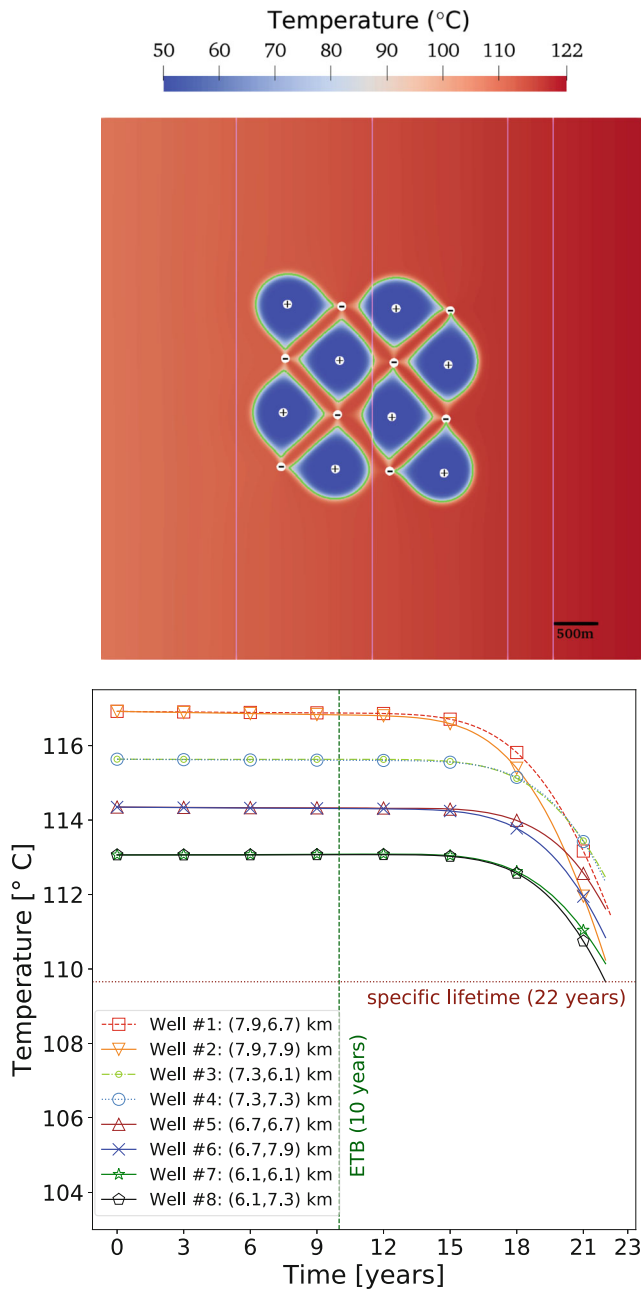 Temperature (°C)
50 60 70 80 90 100 110 122
+ - + -
- + - +
+ - + -
- + - +
500m
Temperature [° C]
116
114
112
110
108
106
104
specific lifetime (22 years)
ETB (10 years)
Well #1: (7.9,6.7) km
Well #2: (7.9,7.9) km
Well #3: (7.3,6.1) km
Well #4: (7.3,7.3) km
Well #5: (6.7,6.7) km
Well #6: (6.7,7.9) km
Well #7: (6.1,6.1) km
Well #8: (6.1,7.3) km
0 3 6 9 12 15 18 21 23
Time [years]